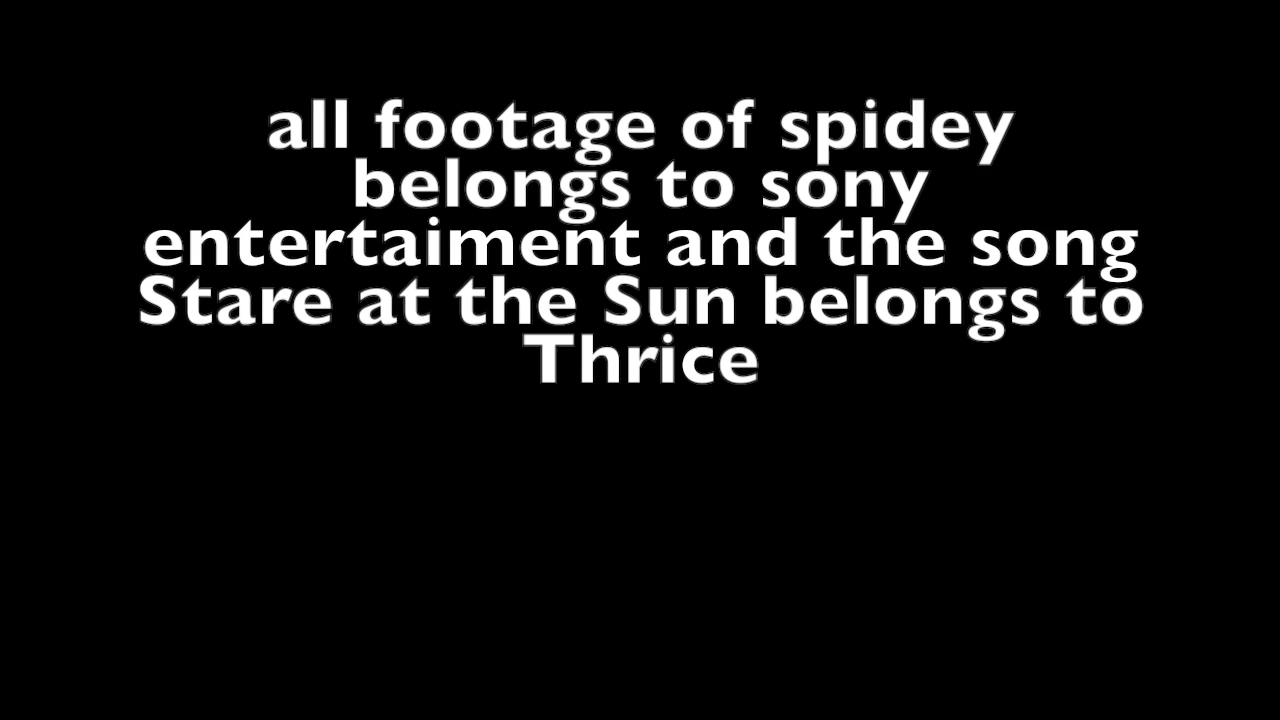 all footage of spidey
belongs to sony
entertaiment and the song
Stare at the Sun belongs to
Thrice